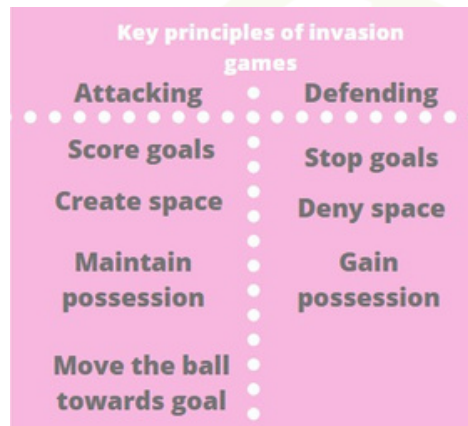 Key principles of invasion
games
Attacking
Defending
Score goals
Stop goals
Create space
Deny space
Maintain
possession
Gain
possession
Move the ball
towards goal